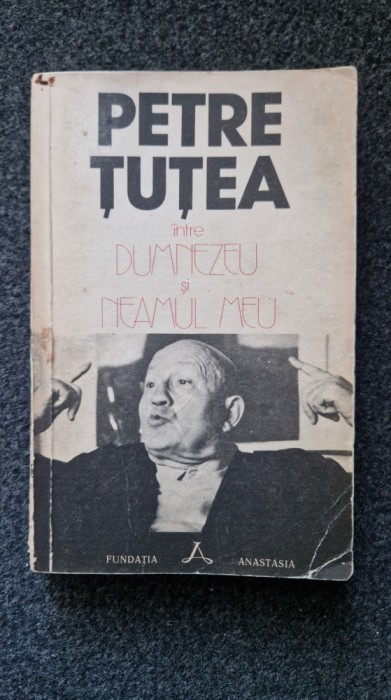 PETRE
ȚUȚEA
între
DUMNEZEU
și
NEAMUL MEU
FUNDAȚIA A ANASTASIA